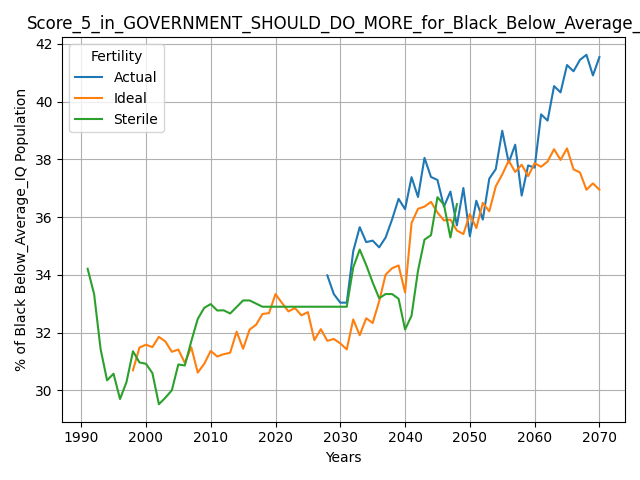 Score_5_in_GOVERNMENT_SHOULD_DO_MORE_for_Black_Below_Average_
Fertility
Actual
Ideal
Sterile
% of Black Below_Average_IQ Population
42
40
38
36
34
32
30
1990
2000
2010
2020
2030
2040
2050
2060
2070
Years